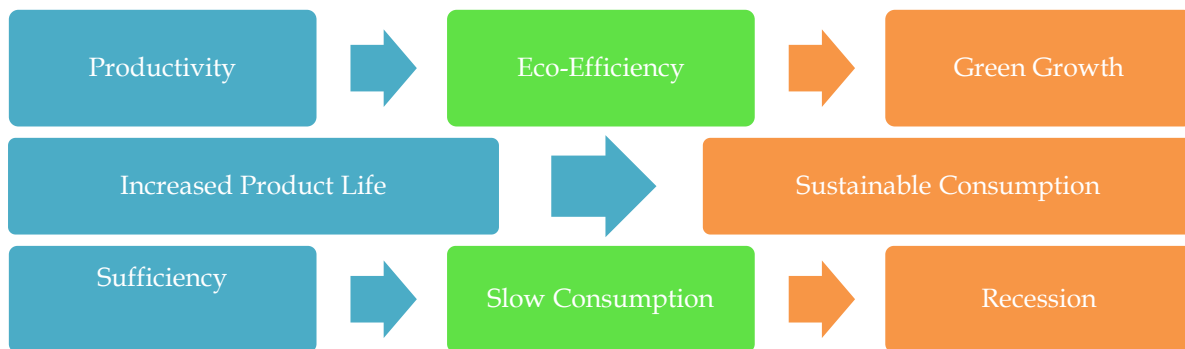 Productivity
Eco-Efficiency
Green Growth
Increased Product Life
Sustainable Consumption
Sufficiency
Slow Consumption
Recession